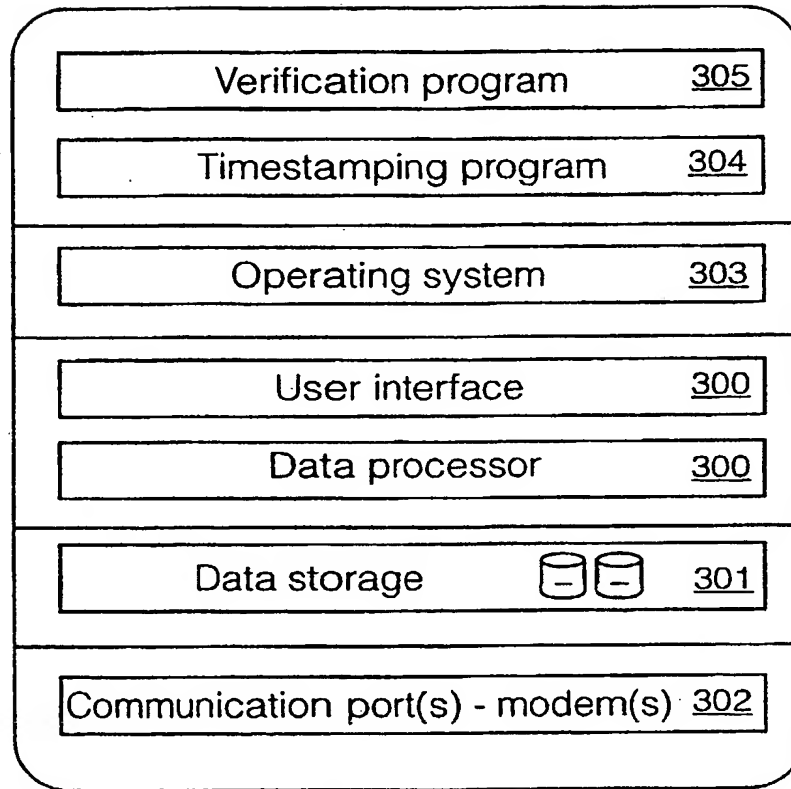 Verification program 305
Timestamping program 304
Operating system 303
User interface 300
Data processor 300
Data storage 301
Communication port(s) - modem(s) 302